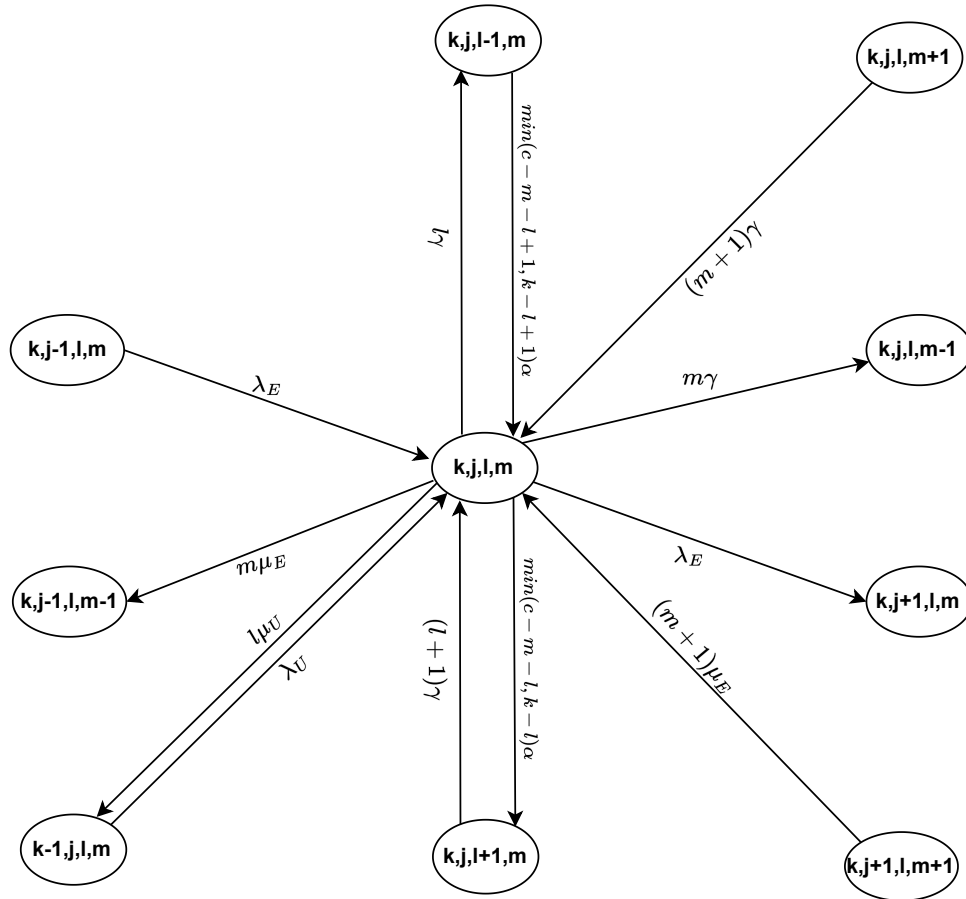 k,j,l-1,m
k,j,l,m+1
min(c − m − l + 1, k − l + 1)α
lγ
(m + 1)γ
k,j-1,l,m
k,j,l,m-1
λ_E
mγ
k,j,l,m
mμ_E
λ_E
k,j-1,l,m-1
k,j+1,l,m
lμ_U
λ_U
(l + 1)γ
min(c − m − l, k − l)α
(m + 1)μ_E
k-1,j,l,m
k,j,l+1,m
k,j+1,l,m+1